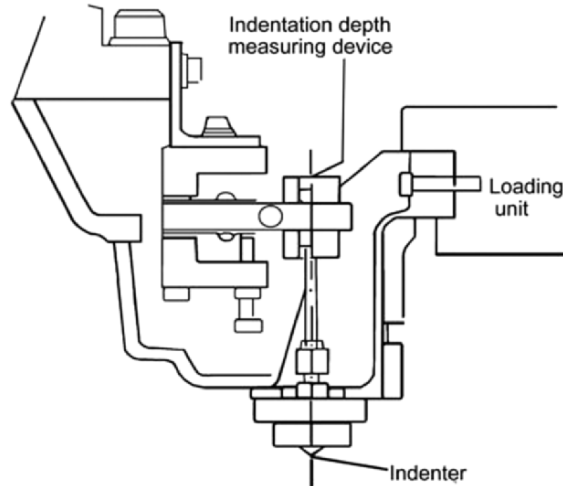 Indentation depth
measuring device
Loading
unit
Indenter